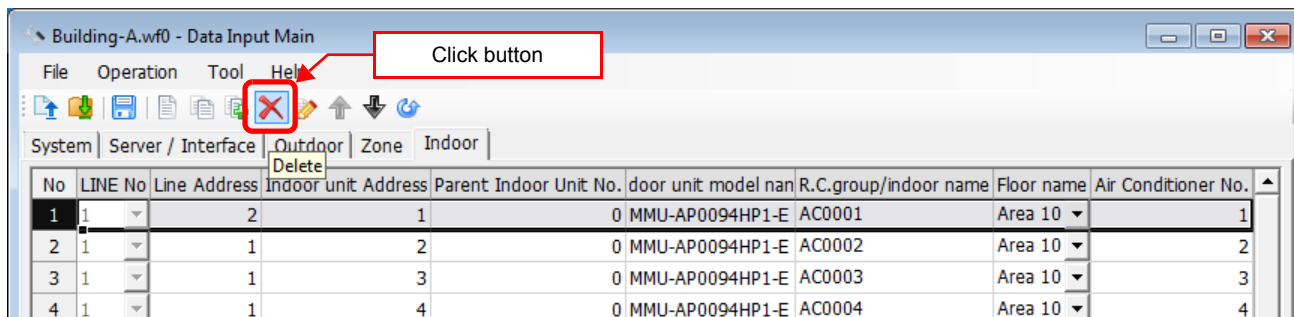 Building-A.wf0 - Data Input Main
Click button
File Operation Tool Help
System Server / Interface Outdoor Zone Indoor
Delete
No LINE No Line Address Indoor unit Address Parent Indoor Unit No. door unit model nan R.C.group/indoor name Floor name Air Conditioner No.
1 1 2 1 0 MMU-AP0094HP1-E AC0001 Area 10 1
2 1 1 2 0 MMU-AP0094HP1-E AC0002 Area 10 2
3 1 1 3 0 MMU-AP0094HP1-E AC0003 Area 10 3
4 1 1 4 0 MMU-AP0094HP1-E AC0004 Area 10 4